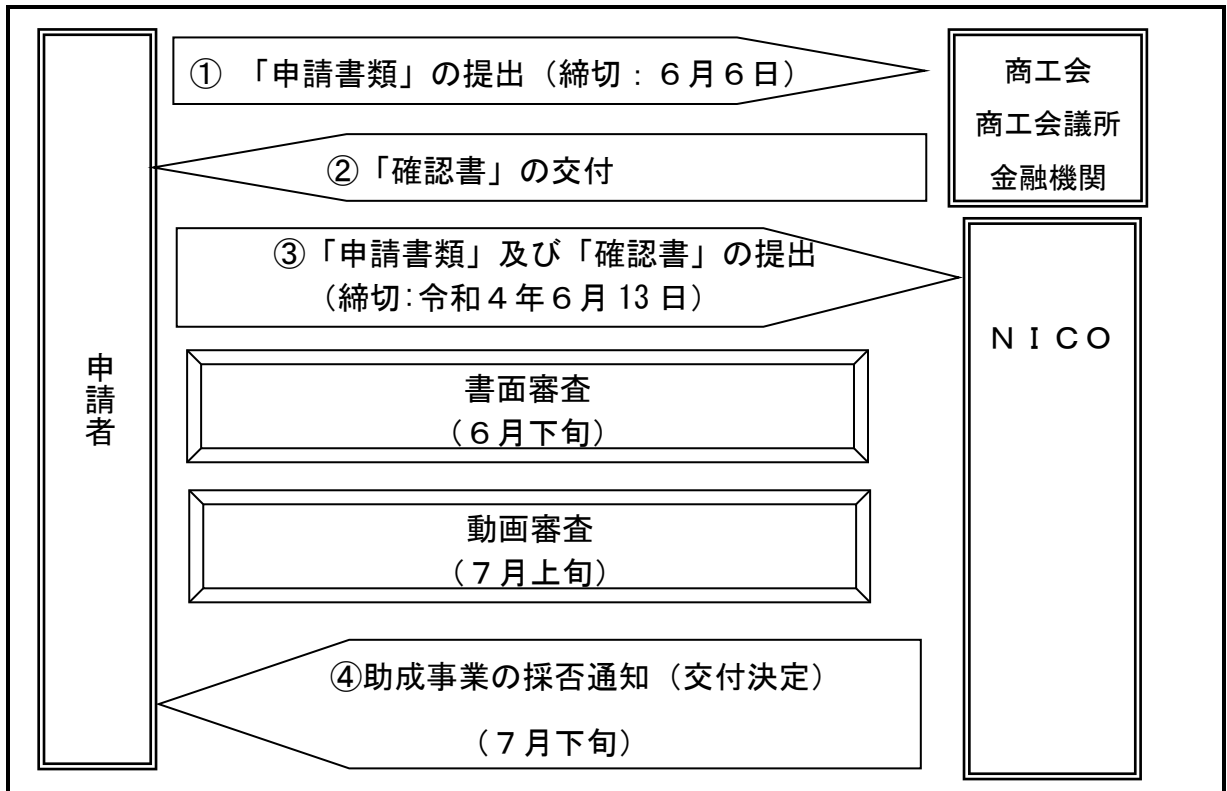 ① 「申請書類」の提出（締切：６月６日）
商工会
商工会議所
金融機関
②「確認書」の交付
③「申請書類」及び「確認書」の提出
（締切：令和４年６月 13 日）
ＮＩＣＯ
申請者
書面審査
（６月下旬）
動画審査
（７月上旬）
④助成事業の採否通知（交付決定）
（７月下旬）